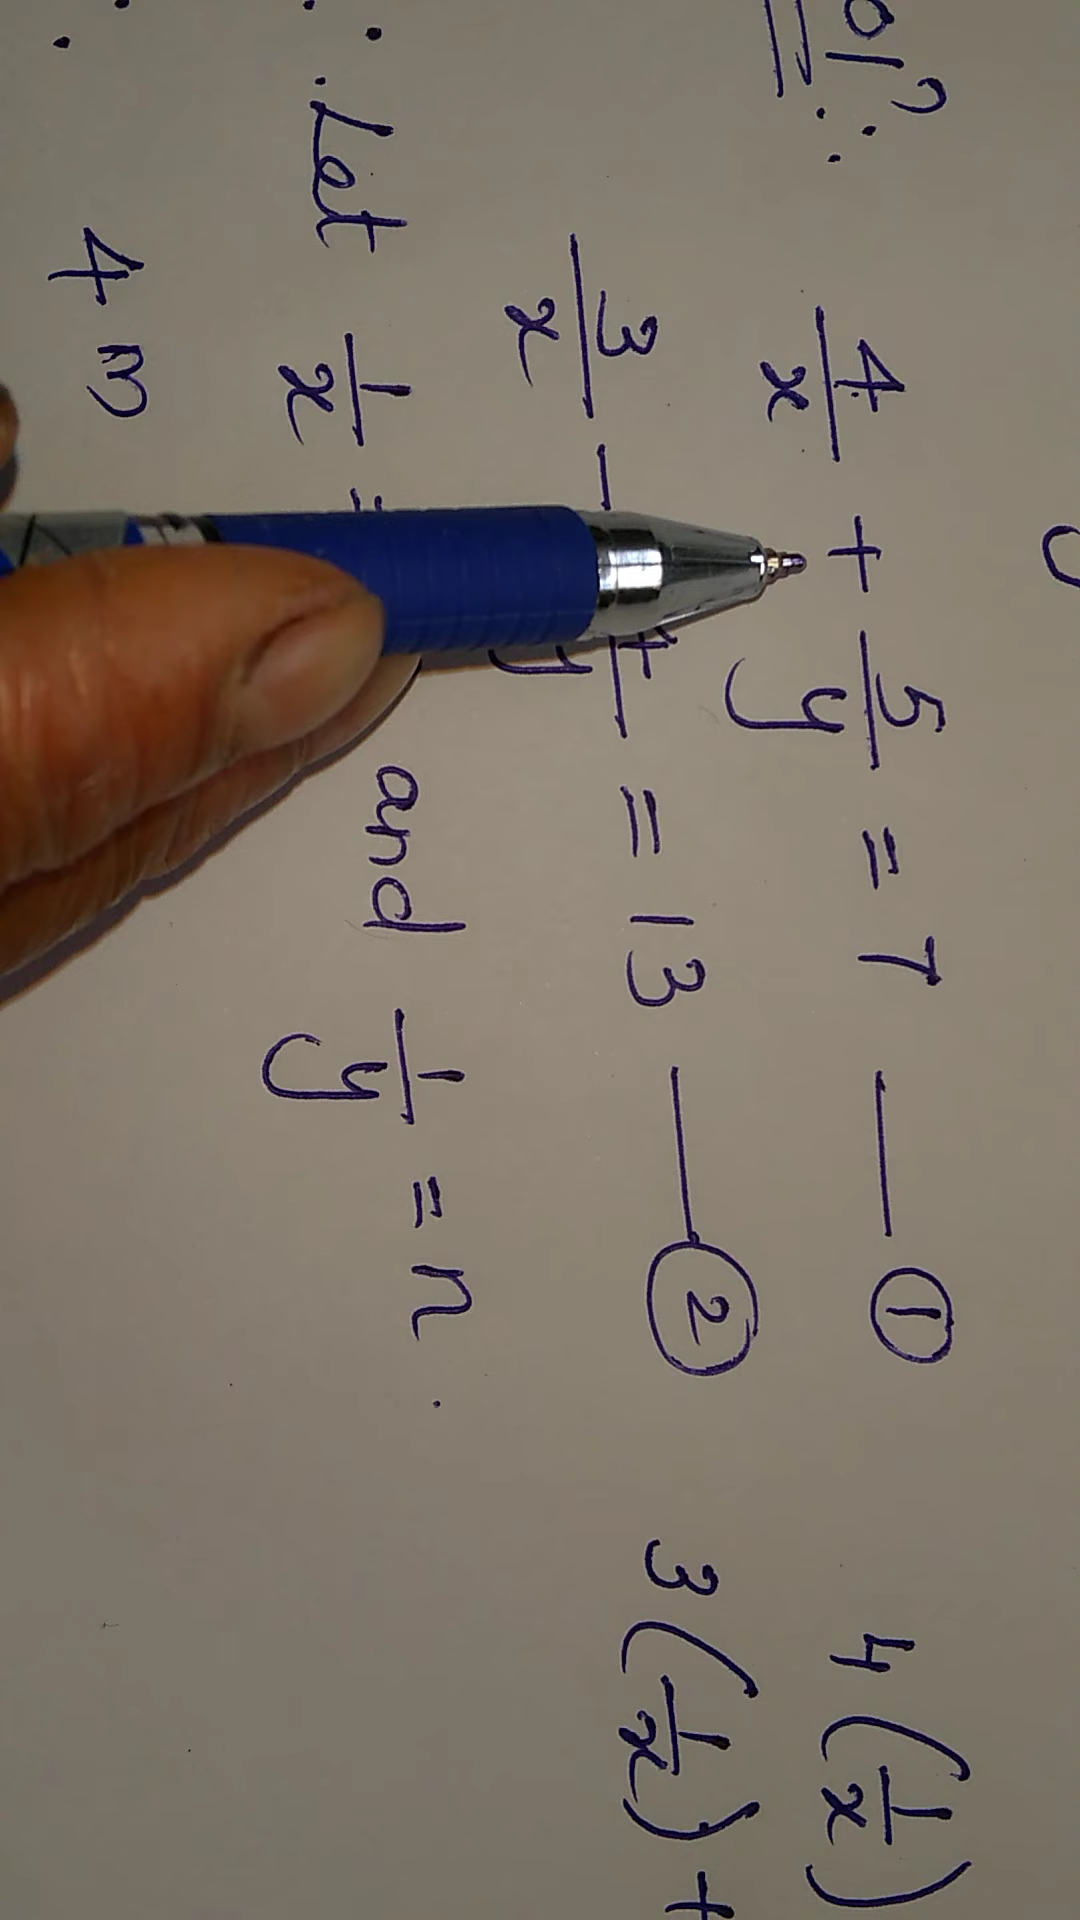 Sol? :
4/x + 5/y = 7 — ① 4(1/x)
3/x = 13 — ② 3(1/x) +
∴ Let 1/x = and 1/y = n.
∴ 4m